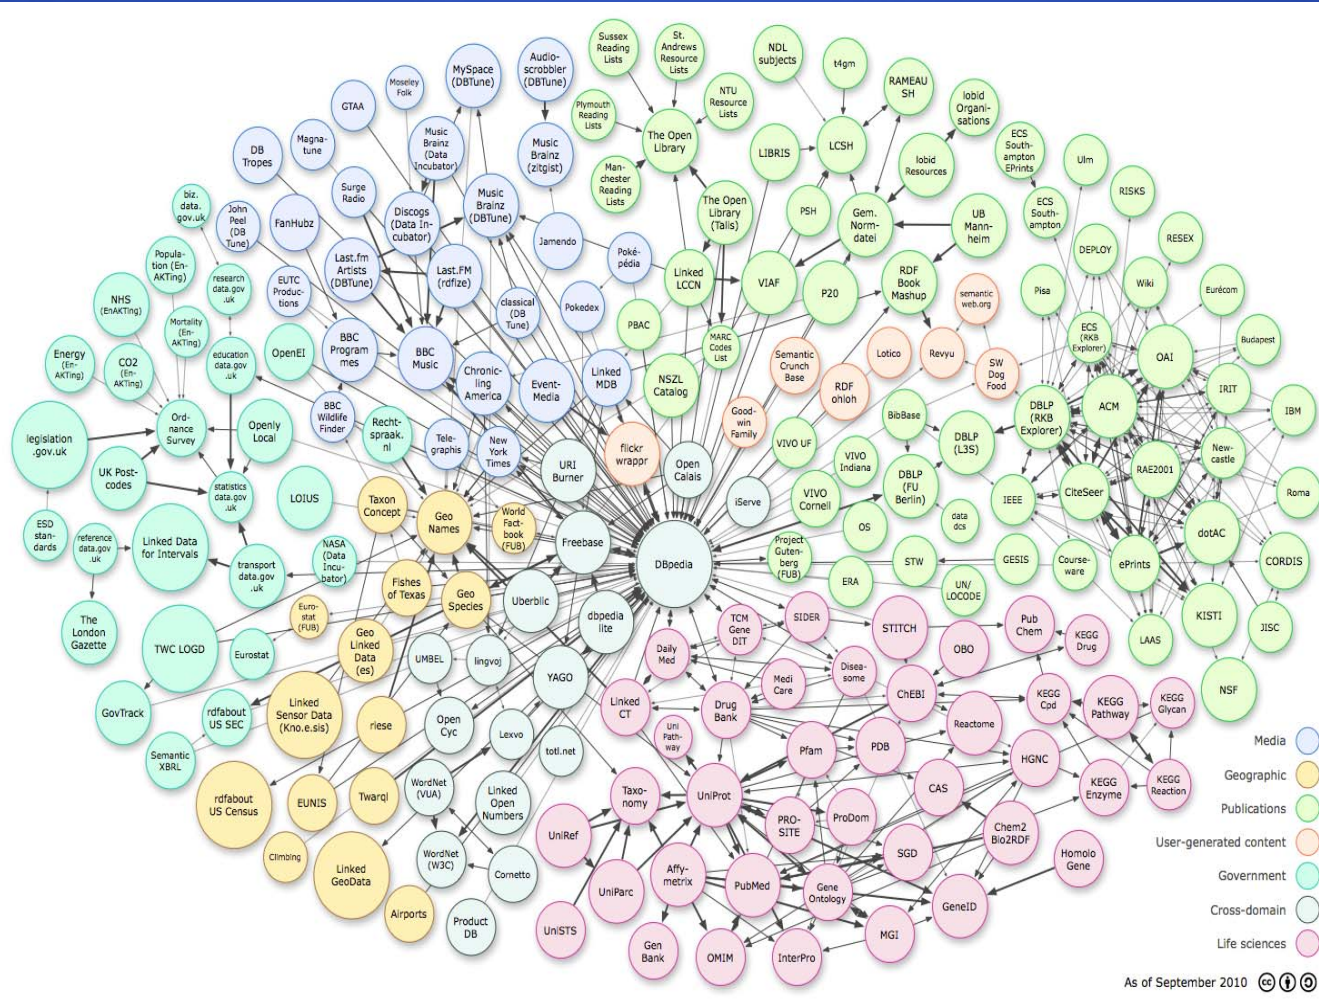 Sussex
Reading
Lists
St.
Andrews
Resource
Lists
NDL
subjects
t4gm
RAMEAU
SH
lobid
Organi-
sations
Audio-
scrobbler
(DBTune)
MySpace
(DBTune)
Moseley
Folk
GTAA
Plymouth
Reading
Lists
NTU
Resource
Lists
The Open
Library
LIBRIS
LCSH
lobid
Resources
ECS
South-
ampton
EPrints
Ulm
DB
Tropes
Magna-
tune
Music
Brainz
(Data
Incubator)
Music
Brainz
(zitgist)
Man-
chester
Reading
Lists
RISKS
biz.
data.
gov.uk
John
Peel
(DB
Tune)
FanHubz
Surge
Radio
Discogs
(Data In-
cubator)
Music
Brainz
(DBTune)
The Open
Library
(Talis)
PSH
Gem.
Norm-
datei
UB
Mann-
heim
ECS
South-
ampton
RESEX
Popula-
tion (En-
AKTing)
Jamendo
Poké-
pédia
DEPLOY
NHS
(EnAKTing)
research
data.gov
.uk
EUTC
Produc-
tions
Last.fm
Artists
(DBTune)
Last.FM
(rdfize)
Linked
LCCN
VIAF
P20
RDF
Book
Mashup
semantic
web.org
Pisa
Wiki
Eurécom
classical
(DB
Tune)
Pokedex
PBAC
Mortality
(En-
AKTing)
Energy
(En-
AKTing)
CO2
(En-
AKTing)
education
data.gov
.uk
OpenEI
BBC
Program
mes
BBC
Music
MARC
Codes
List
Semantic
Crunch
Base
Lotico
Revyu
SW
Dog
Food
ECS
(RKB
Explorer)
OAI
Budapest
Chronic-
ling
America
Event-
Media
Linked
MDB
NSZL
Catalog
RDF
ohloh
IRIT
legislation
.gov.uk
Ord-
nance
Survey
Openly
Local
BBC
Wildlife
Finder
Recht-
spraak.
nl
Good-
win
Family
BibBase
DBLP
(RKB
Explorer)
ACM
IBM
Tele-
graphis
New
York
Times
URI
Burner
flickr
wrappr
Open
Calais
VIVO UF
DBLP
(L3S)
New-
castle
UK Post-
codes
statistics
data.gov
.uk
LOIUS
Taxon
Concept
iServe
VIVO
Indiana
VIVO
Cornell
DBLP
(FU
Berlin)
IEEE
CiteSeer
RAE2001
Roma
ESD
stan-
dards
reference
data.gov
.uk
Linked Data
for Intervals
Geo
Names
World
Fact-
book
(FUB)
Freebase
OS
data
dcs
dotAC
transport
data.gov
.uk
NASA
(Data
Incu-
bator)
DBpedia
Project
Guten-
berg
(FUB)
STW
GESIS
Course-
ware
ePrints
CORDIS
Fishes
of Texas
Geo
Species
Uberblic
ERA
UN/
LOCODE
The
London
Gazette
Euro-
stat
(FUB)
dbpedia
lite
KISTI
JISC
TWC LOGD
Eurostat
Geo
Linked
Data
(es)
UMBEL
lingvoj
YAGO
Daily
Med
TCM
Gene
DIT
SIDER
STITCH
OBO
Pub
Chem
KEGG
Drug
LAAS
Disea-
some
Medi
Care
NSF
GovTrack
rdfabout
US SEC
Linked
Sensor Data
(Kno.e.sis)
riese
Open
Cyc
Lexvo
totl.net
Linked
CT
Uni
Path-
way
Drug
Bank
ChEBI
Reactome
KEGG
Cpd
KEGG
Pathway
KEGG
Glycan
Semantic
XBRL
Pfam
PDB
HGNC
KEGG
Enzyme
KEGG
Reaction
Media
Geographic
Publications
User-generated content
Government
Cross-domain
Life sciences
rdfabout
US Census
EUNIS
Twarql
WordNet
(VUA)
Linked
Open
Numbers
Taxo-
nomy
UniProt
PRO-
SITE
ProDom
CAS
Chem2
Bio2RDF
UniRef
Climbing
Linked
GeoData
WordNet
(W3C)
Cornetto
UniParc
Affy-
metrix
PubMed
Gene
Ontology
SGD
Homolo
Gene
GeneID
Airports
Product
DB
UniSTS
Gen
Bank
OMIM
InterPro
MGI
As of September 2010